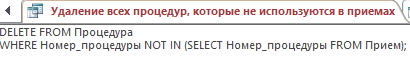 Удаление всех процедур, которые не используются в приемах
DELETE FROM Процедура
WHERE Номер_процедуры NOT IN (SELECT Номер_процедуры FROM Прием);